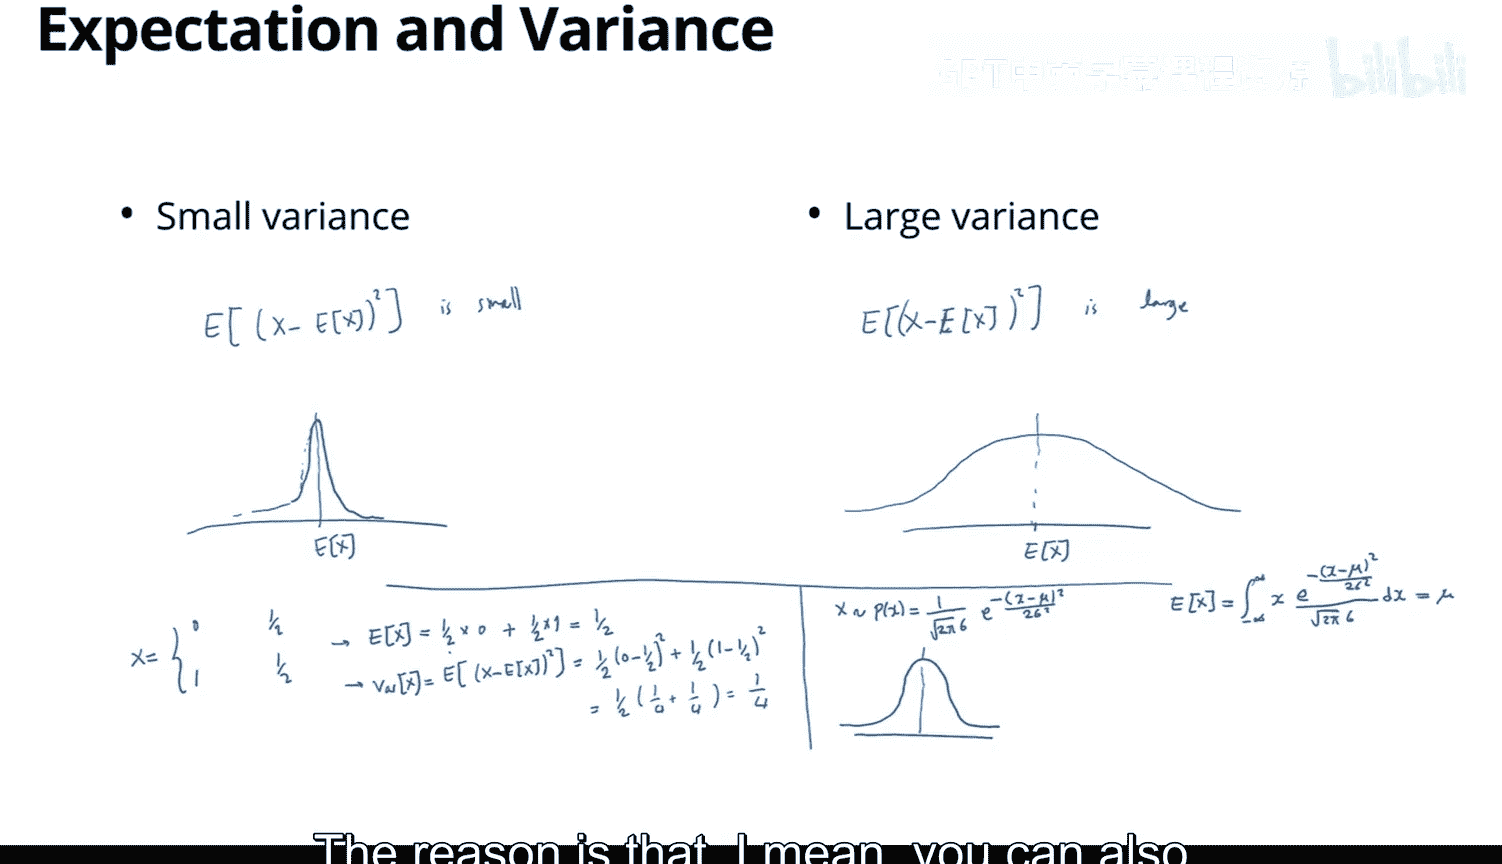 Expectation and Variance
bilibili
• Small variance
E[(x-E[x])²] is small
E[x]
• Large variance
E[(x-E[x])²] is large
E[x]
x = { 0 ½
1 ½
→ E[x] = ½ × 0 + ½ × 1 = ½
→ Var[x] = E[(x-E[x])²] = ½(0-½)² + ½(1-½)²
= ½(¼ + ¼) = ¼
x ~ p(x) = 1/(√2π σ) e^(-(x-μ)²/2σ²)
E[x] = ∫_-∞^∞ x e^(-(x-μ)²/2σ²)/(√2π σ) dx = μ
The reason is that, I mean, you can also